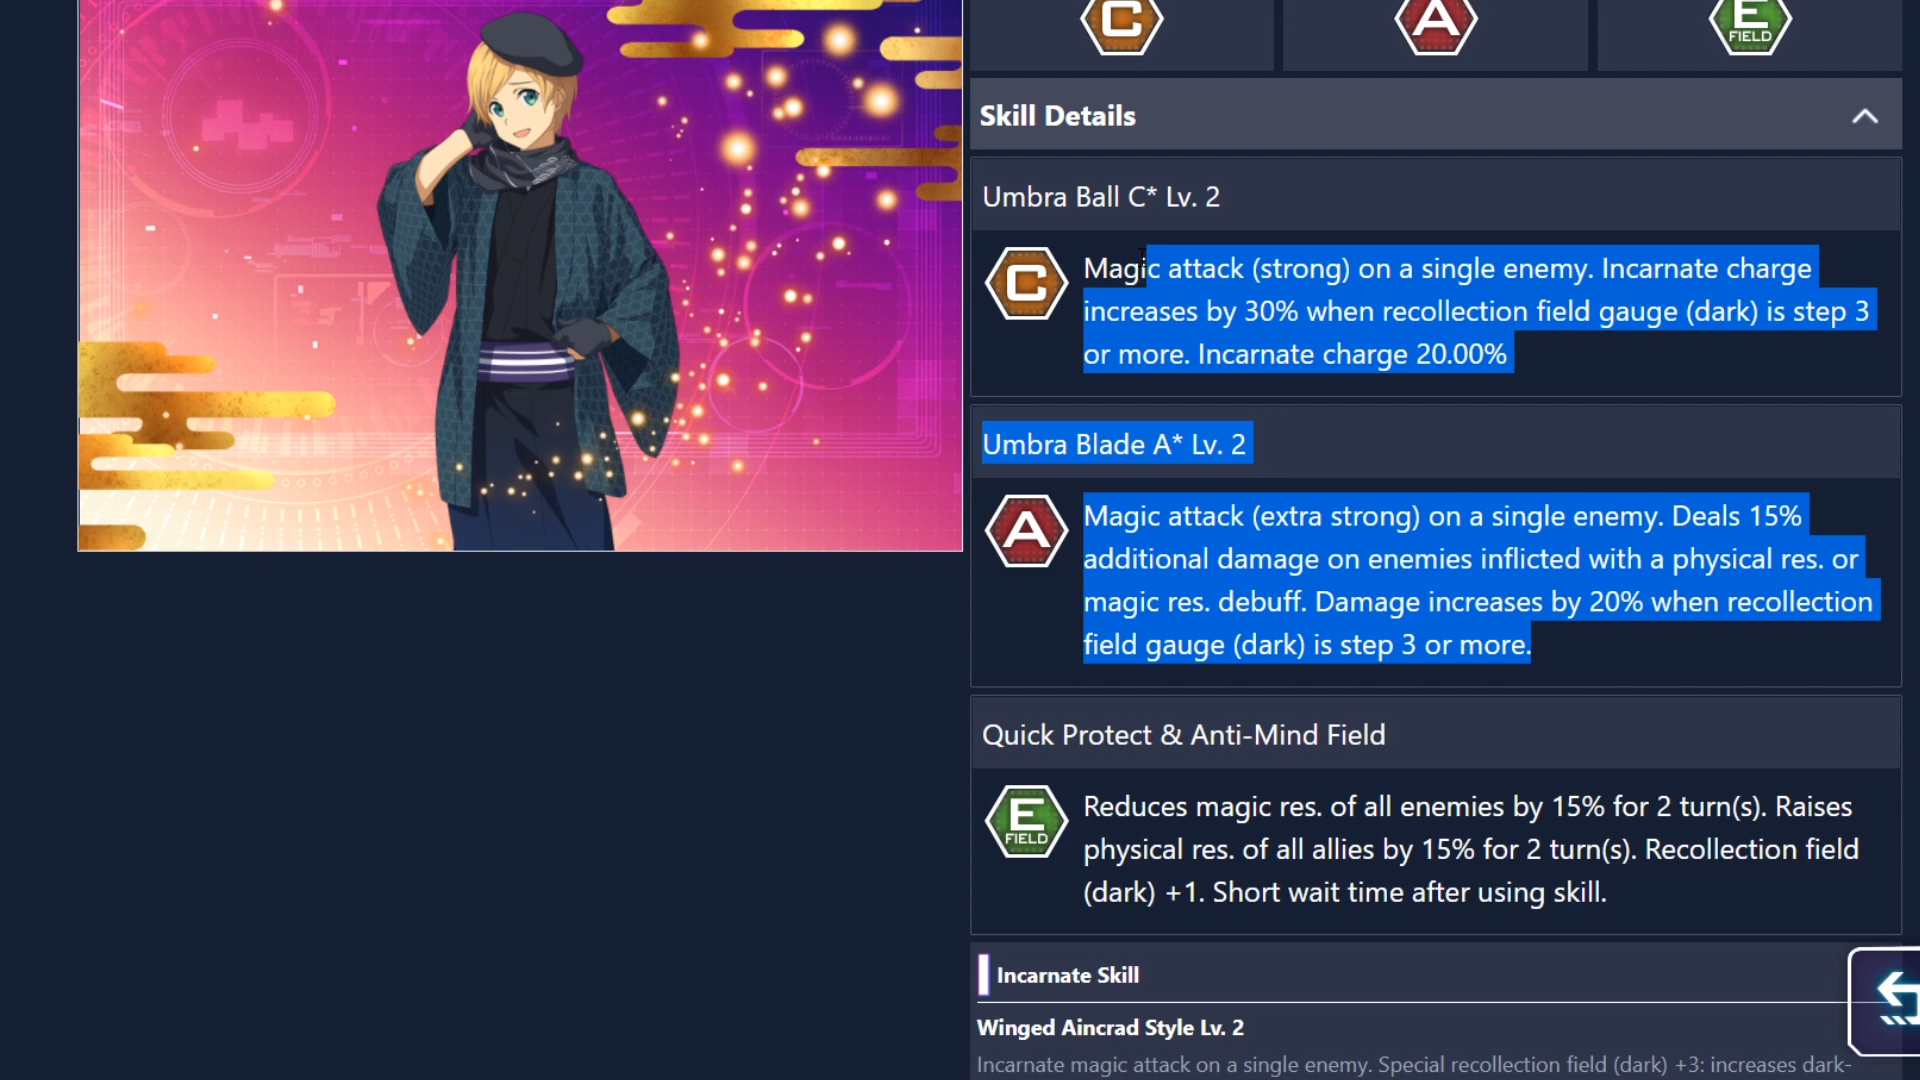 C
A
E
FIELD
Skill Details
Umbra Ball C* Lv. 2
C
Magic attack (strong) on a single enemy. Incarnate charge
increases by 30% when recollection field gauge (dark) is step 3
or more. Incarnate charge 20.00%
Umbra Blade A* Lv. 2
A
Magic attack (extra strong) on a single enemy. Deals 15%
additional damage on enemies inflicted with a physical res. or
magic res. debuff. Damage increases by 20% when recollection
field gauge (dark) is step 3 or more.
Quick Protect & Anti-Mind Field
E
FIELD
Reduces magic res. of all enemies by 15% for 2 turn(s). Raises
physical res. of all allies by 15% for 2 turn(s). Recollection field
(dark) +1. Short wait time after using skill.
Incarnate Skill
Winged Aincrad Style Lv. 2
Incarnate magic attack on a single enemy. Special recollection field (dark) +3: increases dark-